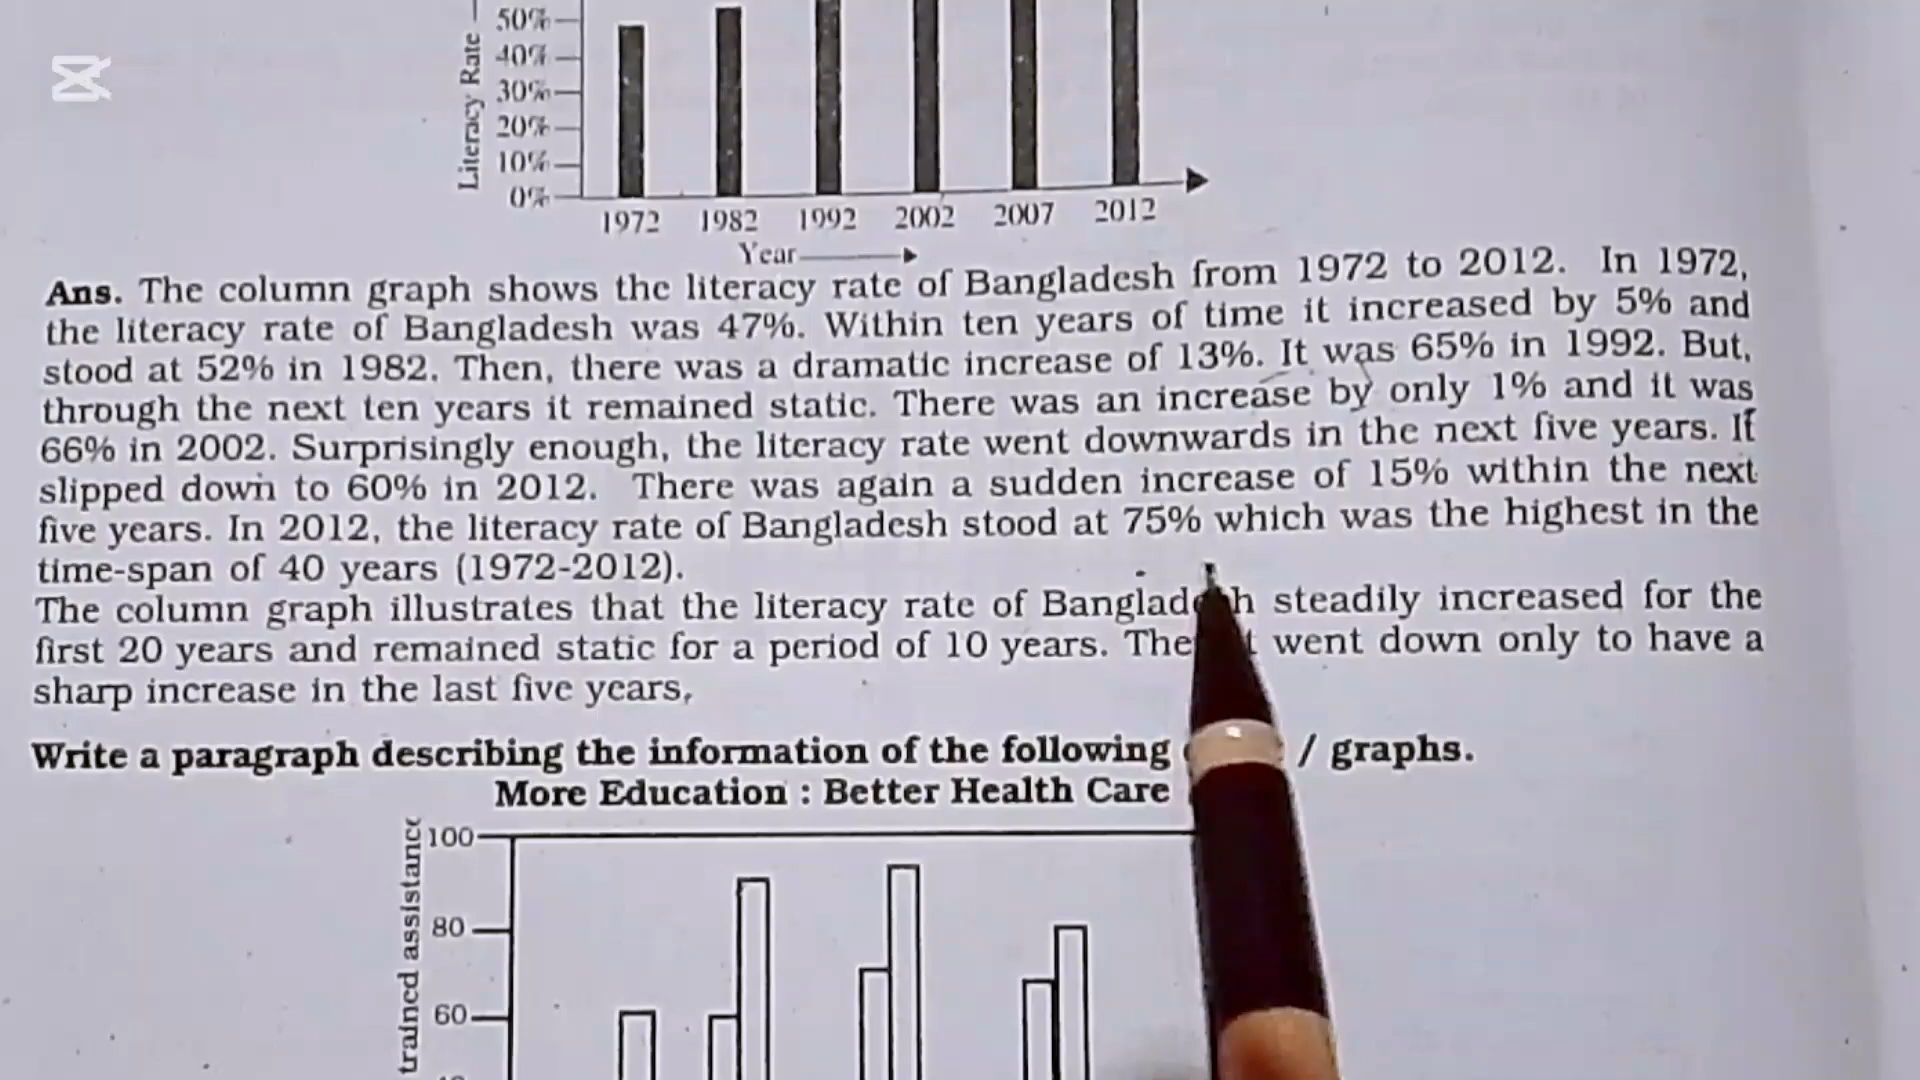 50%
40%
30%
20%
10%
0%
Literacy Rate
1972 1982 1992 2002 2007 2012
Year
Ans. The column graph shows the literacy rate of Bangladesh from 1972 to 2012. In 1972,
the literacy rate of Bangladesh was 47%. Within ten years of time it increased by 5% and
stood at 52% in 1982. Then, there was a dramatic increase of 13%. It was 65% in 1992. But,
through the next ten years it remained static. There was an increase by only 1% and it was
66% in 2002. Surprisingly enough, the literacy rate went downwards in the next five years. It
slipped down to 60% in 2012. There was again a sudden increase of 15% within the next
five years. In 2012, the literacy rate of Bangladesh stood at 75% which was the highest in the
time-span of 40 years (1972-2012).
The column graph illustrates that the literacy rate of Bangladesh steadily increased for the
first 20 years and remained static for a period of 10 years. The went down only to have a
sharp increase in the last five years,
Write a paragraph describing the information of the following / graphs.
More Education : Better Health Care
100
80
60
trained assistance